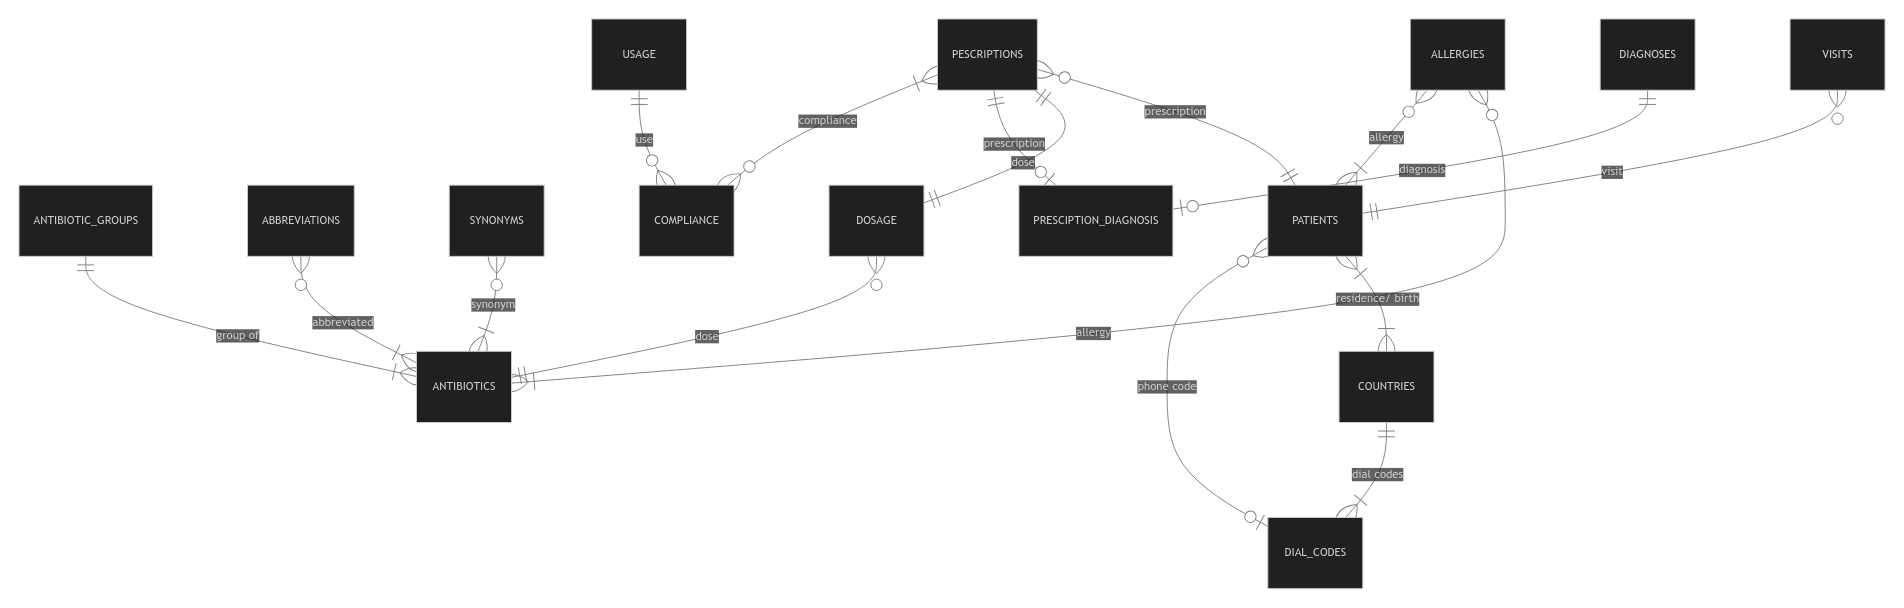 USAGE
PESCRIPTIONS
ALLERGIES
DIAGNOSES
VISITS
prescription
compliance
use
allergy
prescription
dose
diagnosis
visit
ANTIBIOTIC_GROUPS
ABBREVIATIONS
SYNONYMS
COMPLIANCE
DOSAGE
PRESCIPTION_DIAGNOSIS
PATIENTS
residence/ birth
synonym
abbreviated
allergy
group of
dose
ANTIBIOTICS
phone code
COUNTRIES
dial codes
DIAL_CODES